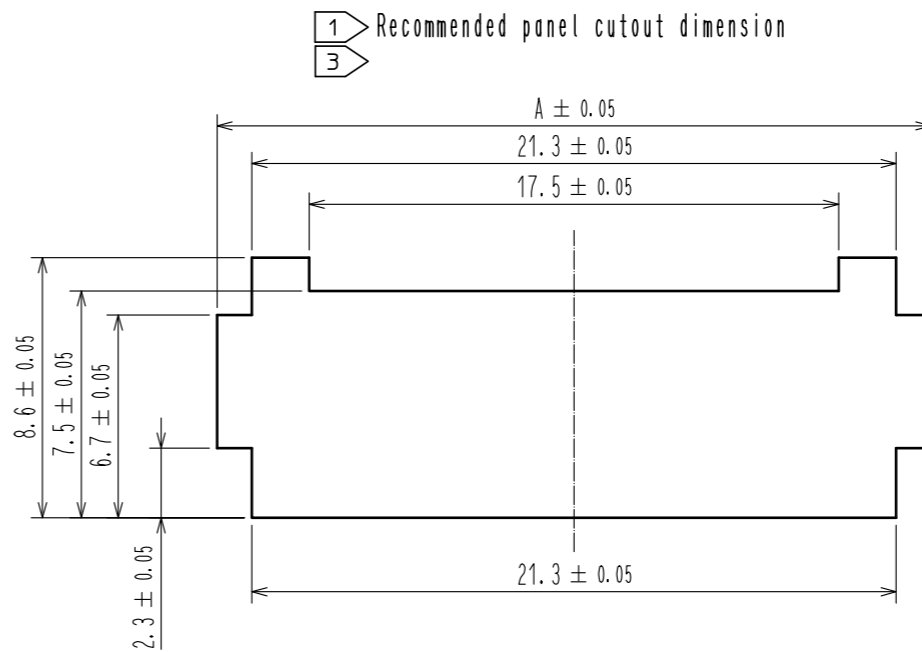 1 Recommended panel cutout dimension
3
A ± 0.05
21.3 ± 0.05
17.5 ± 0.05
8.6 ± 0.05
7.5 ± 0.05
6.7 ± 0.05
2.3 ± 0.05
21.3 ± 0.05